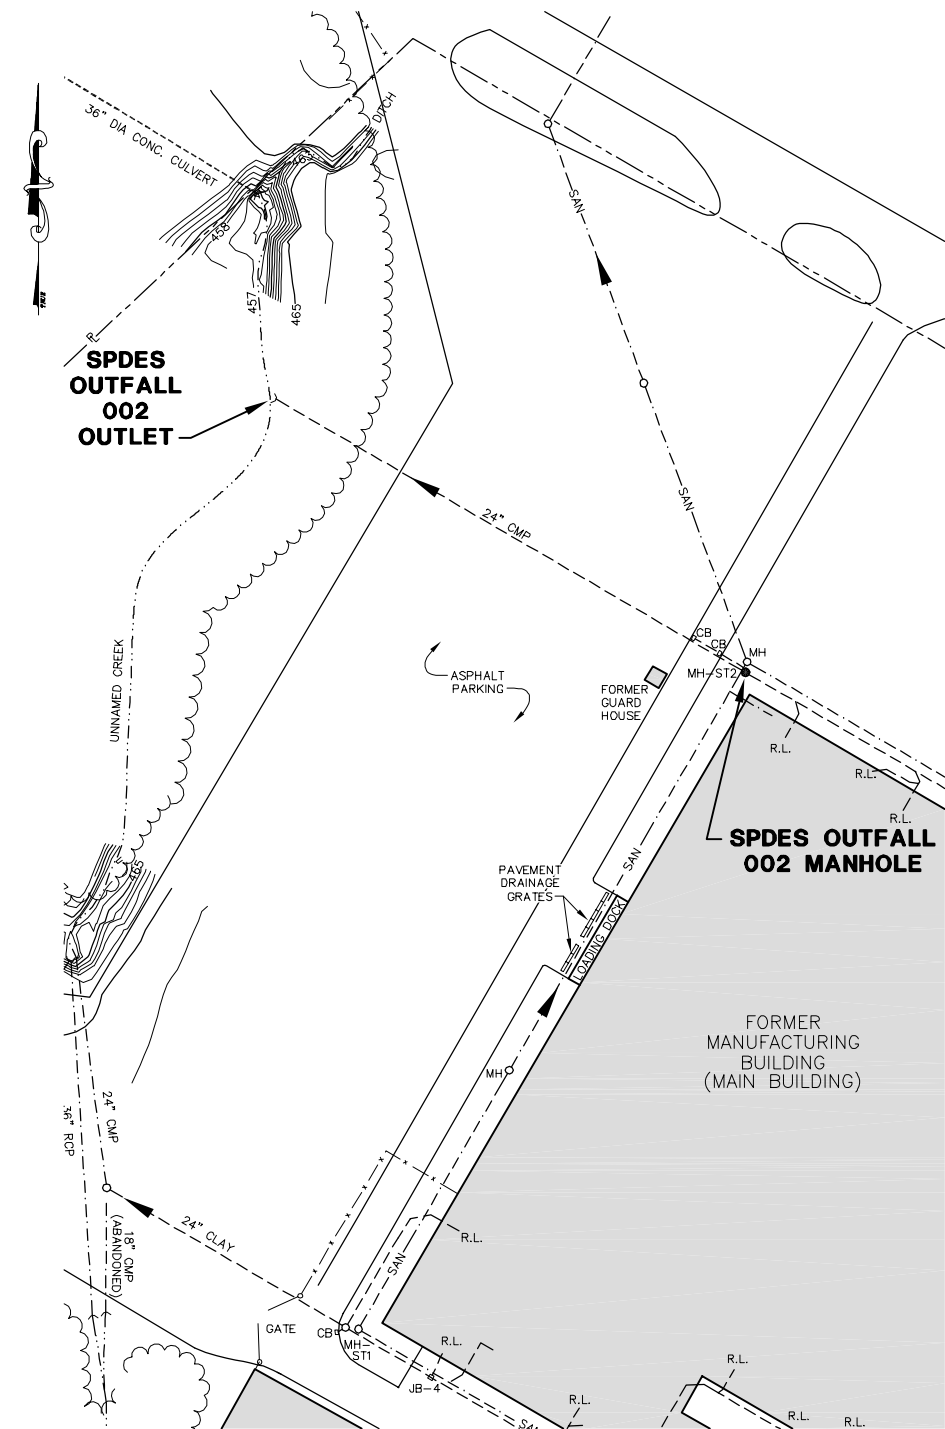 36" DIA CONC. CULVERT
DITCH
465
458
457
465
SAN
SPDES
OUTFALL
002
OUTLET
24" CMP
SAN
UNNAMED CREEK
CB
CB
MH
MH-ST2
ASPHALT
PARKING
FORMER
GUARD
HOUSE
R.L.
R.L.
R.L.
SPDES OUTFALL
002 MANHOLE
SAN
465
PAVEMENT
DRAINAGE
GRATES
LOADING DOCK
FORMER
MANUFACTURING
BUILDING
(MAIN BUILDING)
MH
24" CMP
36" RCP
18" CMP
(ABANDONED)
24" CLAY
R.L.
SAN
GATE
CB
MH-
ST1
R.L.
JB-4
R.L.
R.L.
R.L.
R.L.
SAN